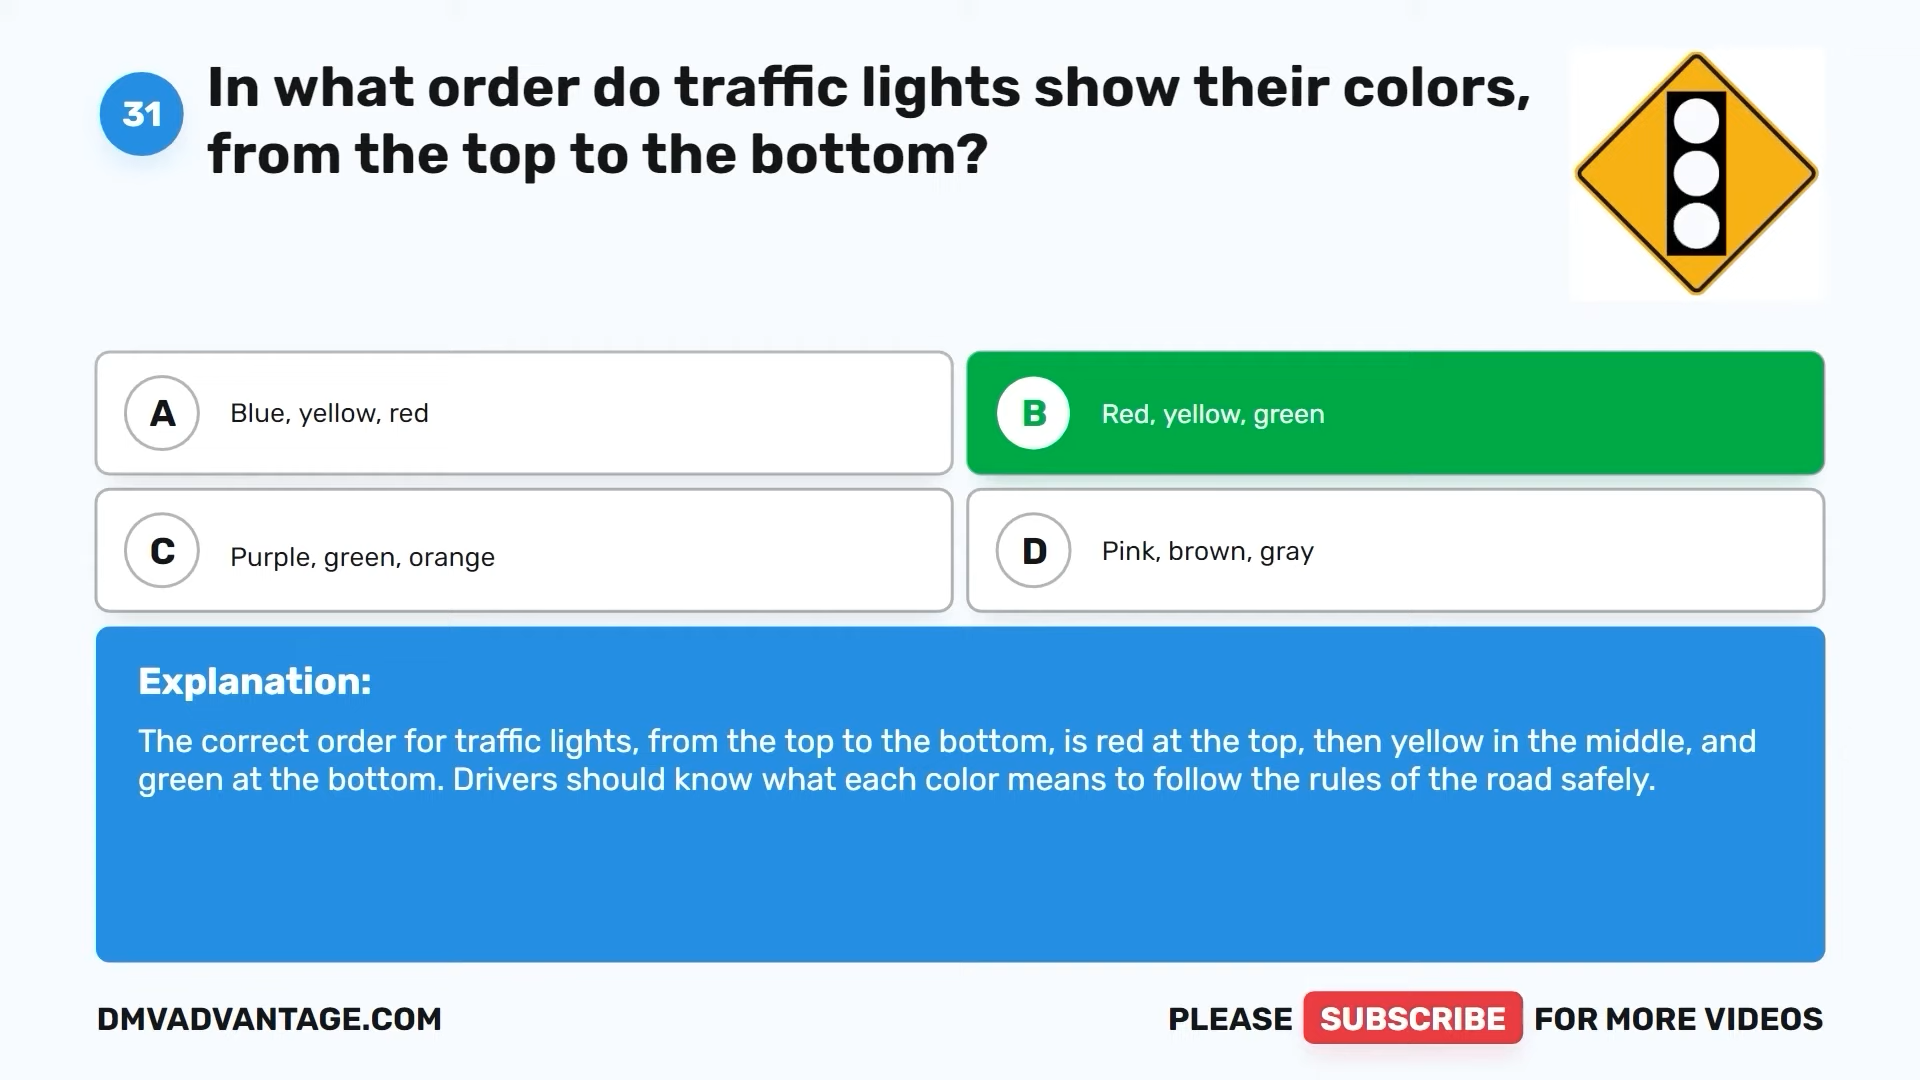 31
In what order do traffic lights show their colors,
from the top to the bottom?
A Blue, yellow, red
B Red, yellow, green
C Purple, green, orange
D Pink, brown, gray
Explanation:
The correct order for traffic lights, from the top to the bottom, is red at the top, then yellow in the middle, and
green at the bottom. Drivers should know what each color means to follow the rules of the road safely.
DMVADVANTAGE.COM
PLEASE SUBSCRIBE FOR MORE VIDEOS